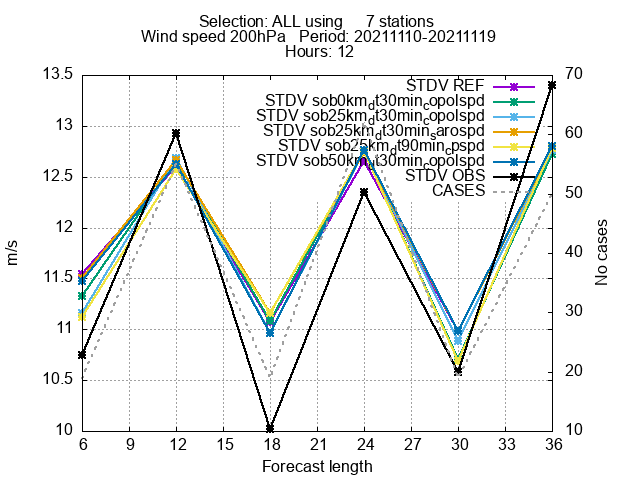 Selection: ALL using      7 stations
Wind speed 200hPa   Period: 20211110-20211119
Hours: 12
13.5
13
12.5
12
11.5
11
10.5
10
m/s
70
60
50
40
30
20
10
No cases
STDV REF
STDV sob0km_dt30min_copolspd
STDV sob25km_dt30min_copolspd
STDV sob25km_dt30min_sarospd
STDV sob25km_dt90min_cpspd
STDV sob50km_dt30min_copolspd
STDV OBS
CASES
6 9 12 15 18 21 24 27 30 33 36
Forecast length